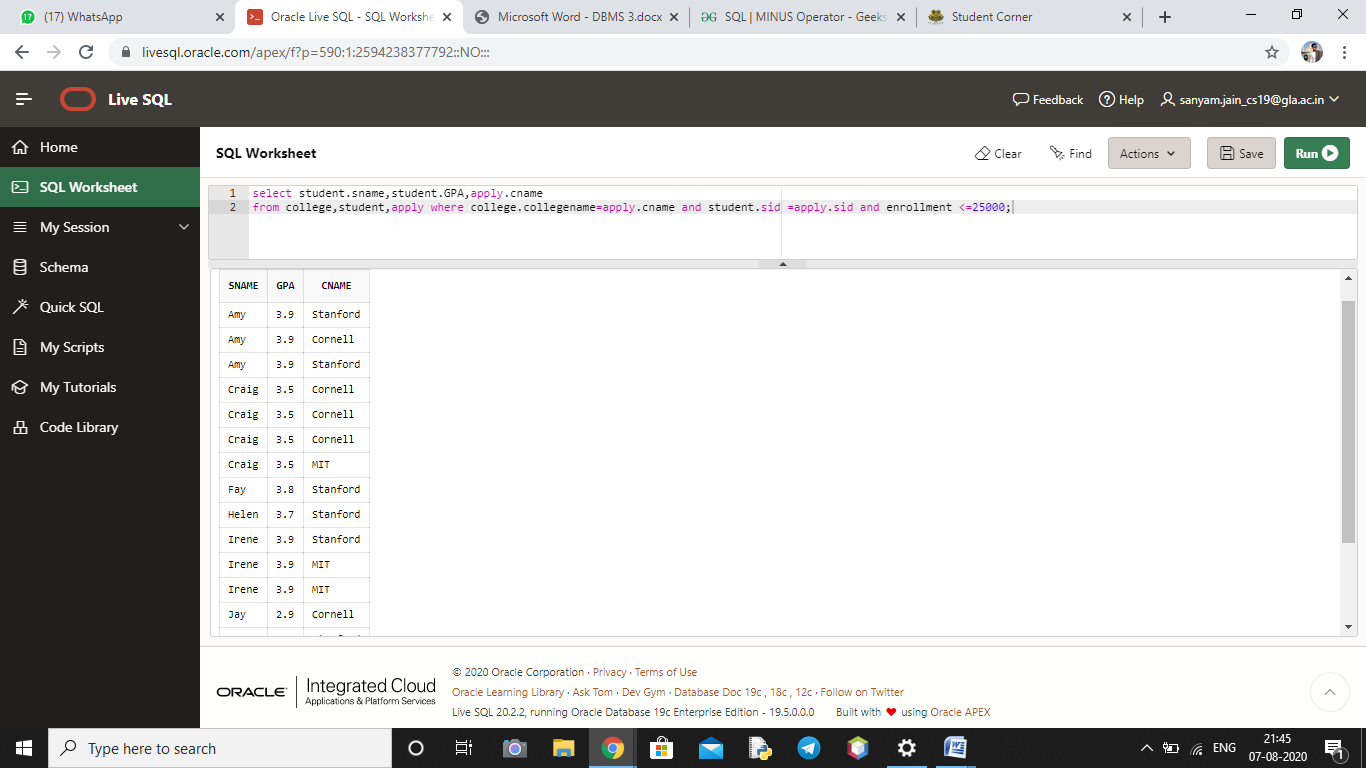 (17) WhatsApp
Oracle Live SQL - SQL Workshe
Microsoft Word - DBMS 3.docx
SQL | MINUS Operator - Geeks
Student Corner
livesql.oracle.com/apex/f?p=590:1:2594238377792::NO:::
Live SQL
Feedback
Help
sanyam.jain_cs19@gla.ac.in
Home
SQL Worksheet
My Session
Schema
Quick SQL
My Scripts
My Tutorials
Code Library
SQL Worksheet
Clear
Find
Actions
Save
Run
1 select student.sname,student.GPA,apply.cname
2 from college,student,apply where college.collegename=apply.cname and student.sid =apply.sid and enrollment <=25000;
SNAME GPA CNAME
Amy 3.9 Stanford
Amy 3.9 Cornell
Amy 3.9 Stanford
Craig 3.5 Cornell
Craig 3.5 Cornell
Craig 3.5 Cornell
Craig 3.5 MIT
Fay 3.8 Stanford
Helen 3.7 Stanford
Irene 3.9 Stanford
Irene 3.9 MIT
Irene 3.9 MIT
Jay 2.9 Cornell
ORACLE
Integrated Cloud
Applications & Platform Services
© 2020 Oracle Corporation · Privacy · Terms of Use
Oracle Learning Library · Ask Tom · Dev Gym · Database Doc 19c, 18c, 12c · Follow on Twitter
Live SQL 20.2.2, running Oracle Database 19c Enterprise Edition - 19.5.0.0.0 Built with ❤ using Oracle APEX
Type here to search
ENG
21:45
07-08-2020
1